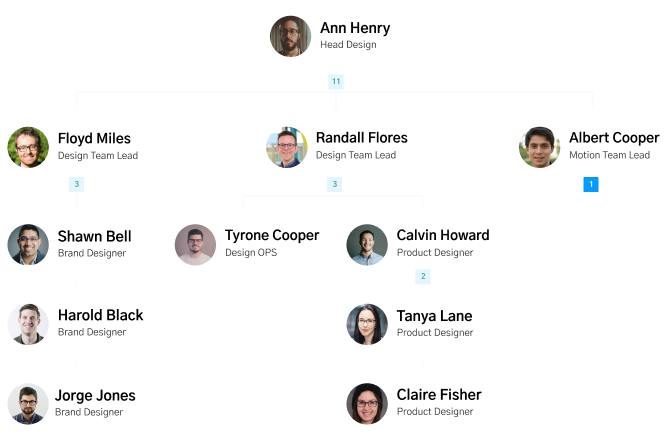 Ann Henry
Head Design
11
Floyd Miles
Design Team Lead
3
Randall Flores
Design Team Lead
3
Albert Cooper
Motion Team Lead
1
Shawn Bell
Brand Designer
Tyrone Cooper
Design OPS
Calvin Howard
Product Designer
2
Harold Black
Brand Designer
Tanya Lane
Product Designer
Jorge Jones
Brand Designer
Claire Fisher
Product Designer